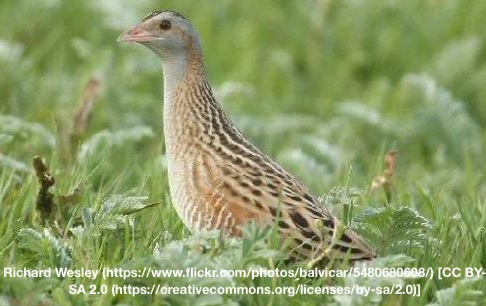 Richard Wesley (https://www.flickr.com/photos/balvicar/5480680608/) [CC BY-
SA 2.0 (https://creativecommons.org/licenses/by-sa/2.0)]